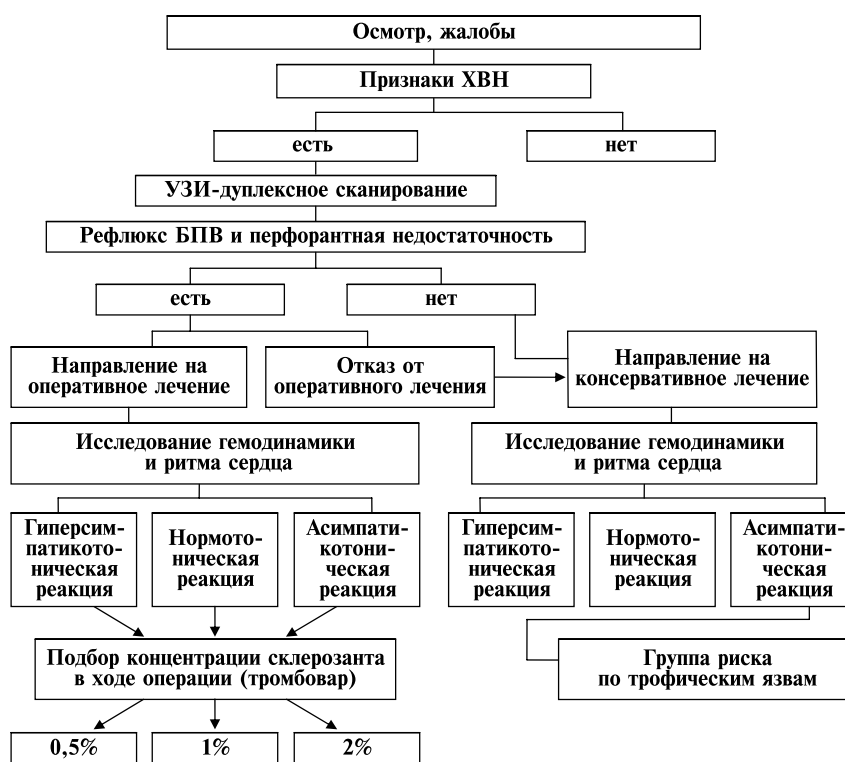 Осмотр, жалобы
Признаки ХВН
есть
нет
УЗИ-дуплексное сканирование
Рефлюкс БПВ и перфорантная недостаточность
есть
нет
Направление на
оперативное лечение
Отказ от
оперативного лечения
Направление на
консервативное лечение
Исследование гемодинамики
и ритма сердца
Исследование гемодинамики
и ритма сердца
Гиперсим-
патикото-
ническая
реакция
Нормото-
ническая
реакция
Асимпати-
котони-
ческая
реакция
Гиперсим-
патикото-
ническая
реакция
Нормото-
ническая
реакция
Асимпати-
котони-
ческая
реакция
Подбор концентрации склерозанта
в ходе операции (тромбовар)
Группа риска
по трофическим язвам
0,5%
1%
2%